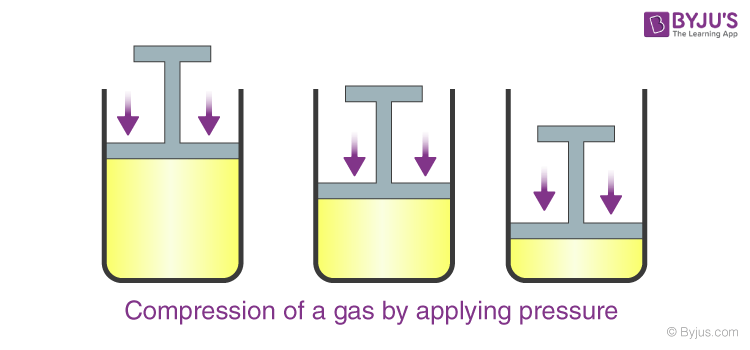 BYJU'S
The Learning App
Compression of a gas by applying pressure
© Byjus.com